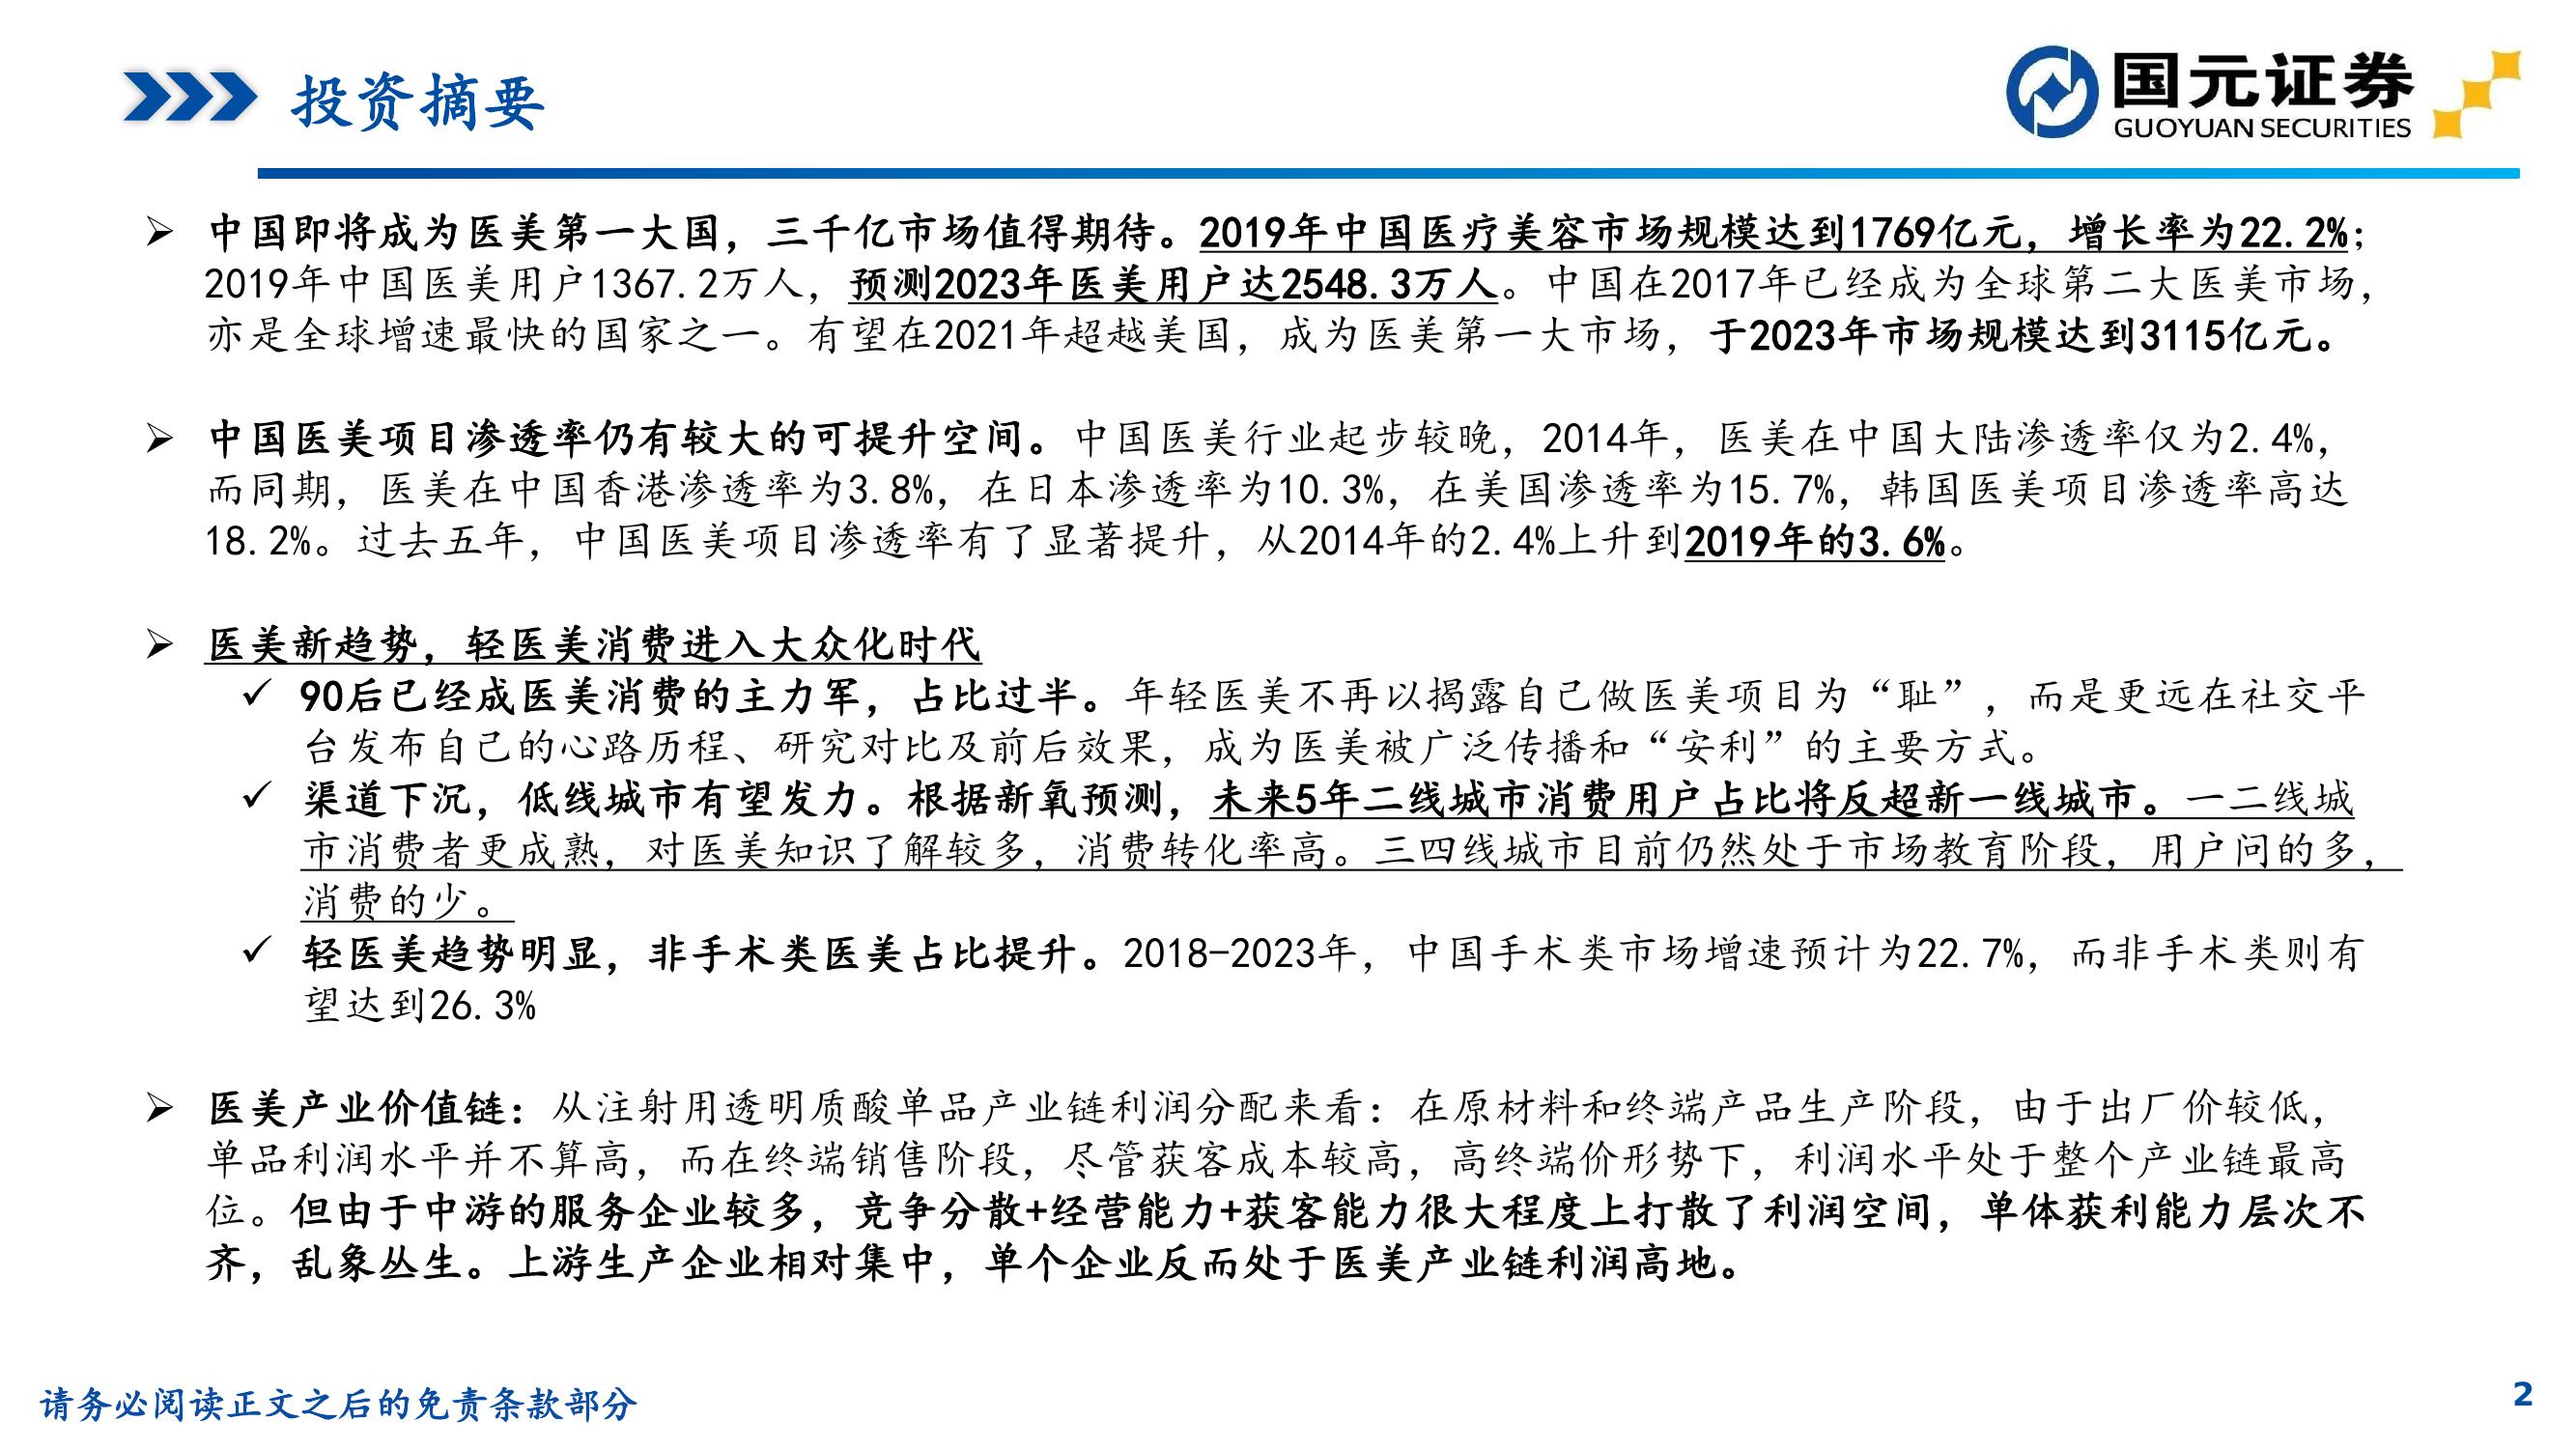 投资摘要
国元证券
GUOYUAN SECURITIES
中国即将成为医美第一大国，三千亿市场值得期待。2019年中国医疗美容市场规模达到1769亿元，增长率为22.2%；
2019年中国医美用户1367.2万人，预测2023年医美用户达2548.3万人。中国在2017年已经成为全球第二大医美市场，
亦是全球增速最快的国家之一。有望在2021年超越美国，成为医美第一大市场，于2023年市场规模达到3115亿元。
中国医美项目渗透率仍有较大的可提升空间。中国医美行业起步较晚，2014年，医美在中国大陆渗透率仅为2.4%，
而同期，医美在中国香港渗透率为3.8%，在日本渗透率为10.3%，在美国渗透率为15.7%，韩国医美项目渗透率高达
18.2%。过去五年，中国医美项目渗透率有了显著提升，从2014年的2.4%上升到2019年的3.6%。
医美新趋势，轻医美消费进入大众化时代
90后已经成医美消费的主力军，占比过半。年轻医美不再以揭露自己做医美项目为“耻”，而是更远在社交平
台发布自己的心路历程、研究对比及前后效果，成为医美被广泛传播和“安利”的主要方式。
渠道下沉，低线城市有望发力。根据新氧预测，未来5年二线城市消费用户占比将反超新一线城市。一二线城
市消费者更成熟，对医美知识了解较多，消费转化率高。三四线城市目前仍然处于市场教育阶段，用户问的多，
消费的少。
轻医美趋势明显，非手术类医美占比提升。2018-2023年，中国手术类市场增速预计为22.7%，而非手术类则有
望达到26.3%
医美产业价值链：从注射用透明质酸单品产业链利润分配来看：在原材料和终端产品生产阶段，由于出厂价较低，
单品利润水平并不算高，而在终端销售阶段，尽管获客成本较高，高终端价形势下，利润水平处于整个产业链最高
位。但由于中游的服务企业较多，竞争分散+经营能力+获客能力很大程度上打散了利润空间，单体获利能力层次不
齐，乱象丛生。上游生产企业相对集中，单个企业反而处于医美产业链利润高地。
请务必阅读正文之后的免责条款部分
2